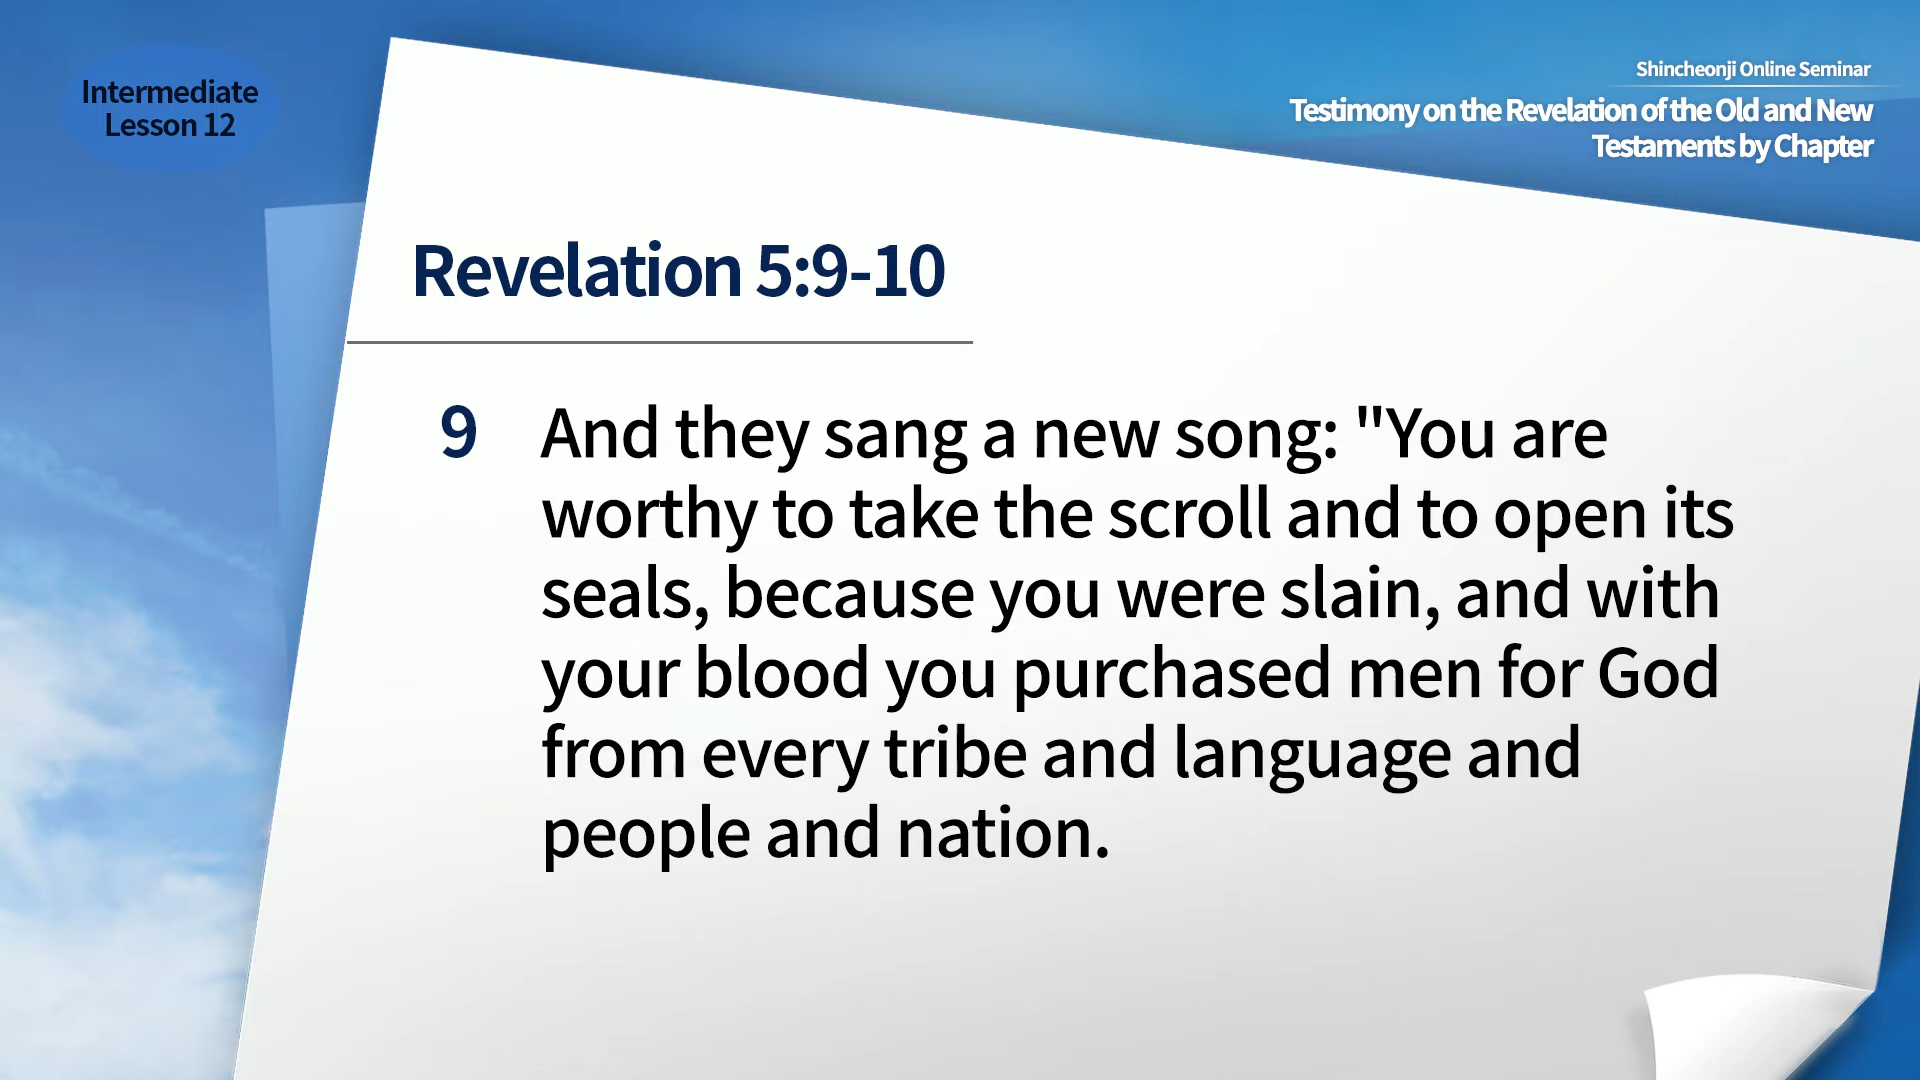 Intermediate
Lesson 12
Shincheonji Online Seminar
Testimony on the Revelation of the Old and New
Testaments by Chapter
Revelation 5:9-10
9 And they sang a new song: "You are
worthy to take the scroll and to open its
seals, because you were slain, and with
your blood you purchased men for God
from every tribe and language and
people and nation.